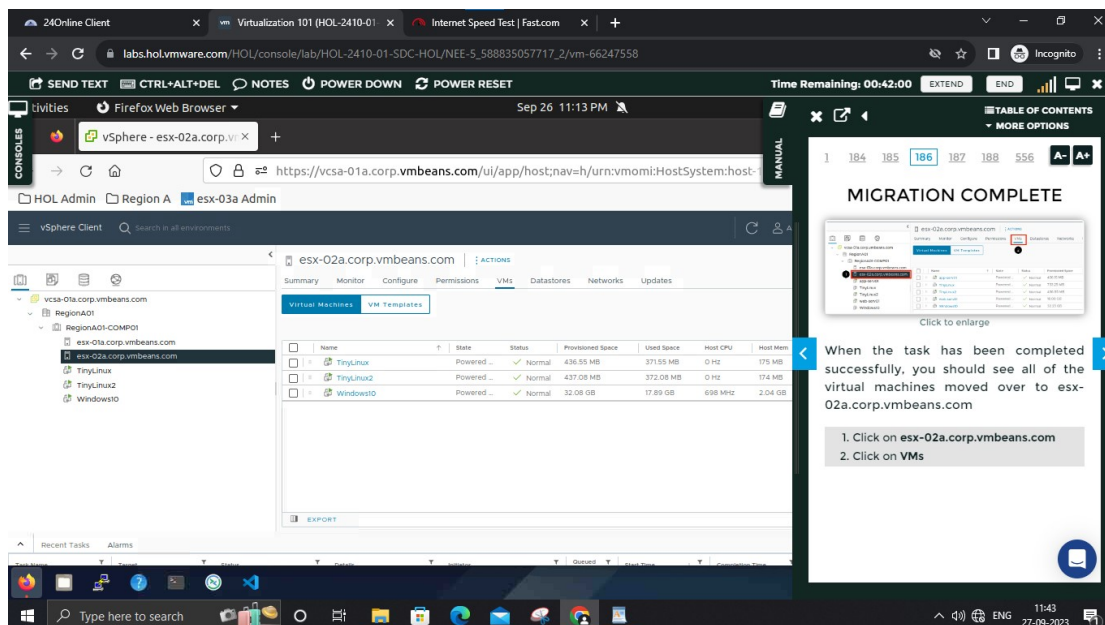 24Online Client
Virtualization 101 (HOL-2410-01-
Internet Speed Test | Fast.com
labs.hol.vmware.com/HOL/console/lab/HOL-2410-01-SDC-HOL/NEE-5_588835057717_2/vm-66247558
Incognito
SEND TEXT CTRL+ALT+DEL NOTES POWER DOWN POWER RESET
Time Remaining: 00:42:00 EXTEND END
tivities Firefox Web Browser Sep 26 11:13 PM
CONSOLES
MANUAL
TABLE OF CONTENTS
MORE OPTIONS
vSphere - esx-02a.corp.v
1 184 185 186 187 188 556 A- A+
https://vcsa-01a.corp.vmbeans.com/ui/app/host;nav=h/urn:vmomi:HostSystem:host-
HOL Admin Region A esx-03a Admin
vSphere Client Search in all environments
esx-02a.corp.vmbeans.com ACTIONS
Summary Monitor Configure Permissions VMs Datastores Networks Updates
Virtual Machines VM Templates
vcsa-01a.corp.vmbeans.com
RegionA01
RegionA01-COMP01
esx-01a.corp.vmbeans.com
esx-02a.corp.vmbeans.com
TinyLinux
TinyLinux2
Windows10
Name State Status Provisioned Space Used Space Host CPU Host Mem
TinyLinux Powered ... Normal 436.55 MB 371.55 MB 0 Hz 175 MB
TinyLinux2 Powered ... Normal 437.08 MB 372.08 MB 0 Hz 174 MB
Windows10 Powered ... Normal 32.08 GB 17.89 GB 698 MHz 2.04 GB
EXPORT
Recent Tasks Alarms
Task Name Target Status Details Initiator Queued Start Time Completion Time
MIGRATION COMPLETE
Click to enlarge
When the task has been completed
successfully, you should see all of the
virtual machines moved over to esx-
02a.corp.vmbeans.com
1. Click on esx-02a.corp.vmbeans.com
2. Click on VMs
Type here to search
ENG
11:43
27-09-2023